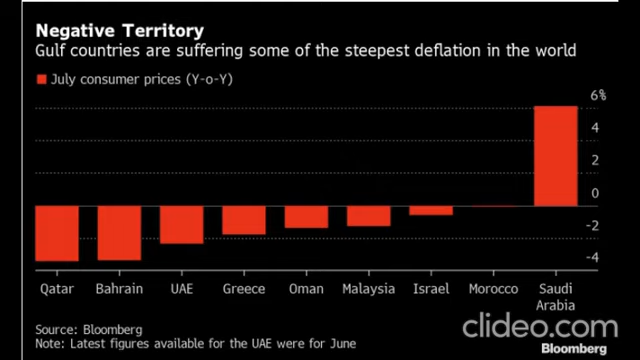 Negative Territory
Gulf countries are suffering some of the steepest deflation in the world
July consumer prices (Y-o-Y)
6%
4
2
0
-2
-4
Qatar Bahrain UAE Greece Oman Malaysia Israel Morocco Saudi Arabia
Source: Bloomberg
Note: Latest figures available for the UAE were for June
clideo.com
Bloomberg